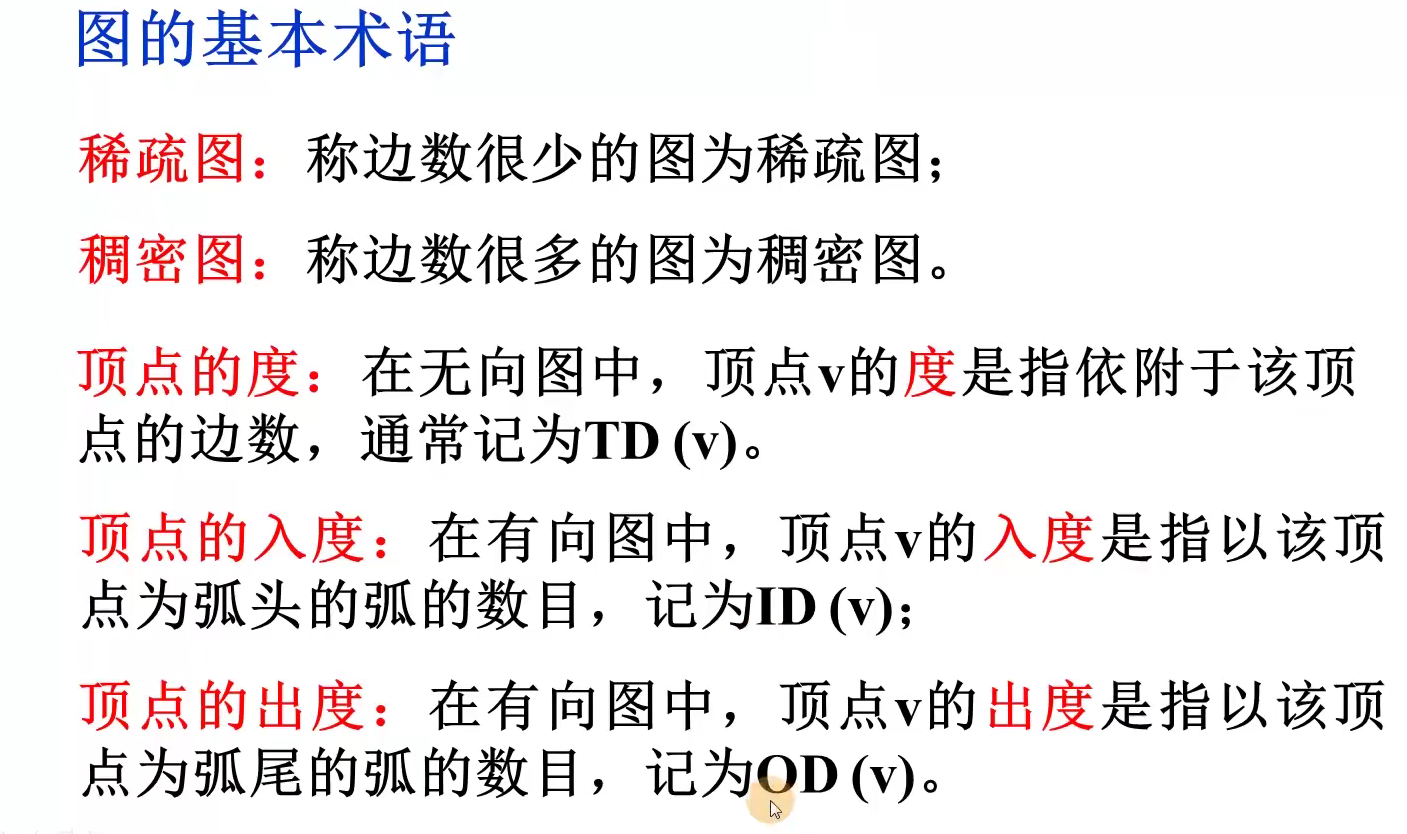 图的基本术语
稀疏图：称边数很少的图为稀疏图；
稠密图：称边数很多的图为稠密图。
顶点的度：在无向图中，顶点v的度是指依附于该顶
点的边数，通常记为TD (v)。
顶点的入度：在有向图中，顶点v的入度是指以该顶
点为弧头的弧的数目，记为ID (v)；
顶点的出度：在有向图中，顶点v的出度是指以该顶
点为弧尾的弧的数目，记为OD (v)。